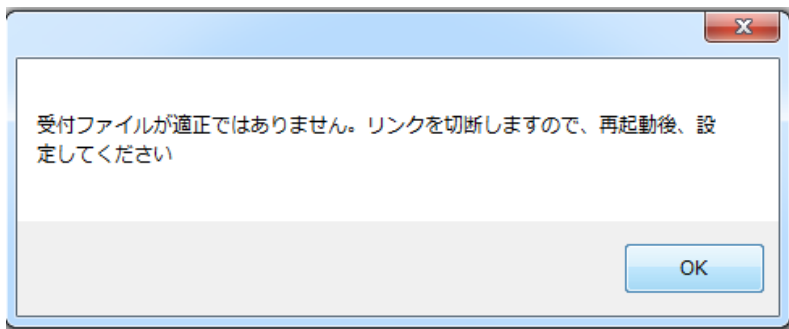 受付ファイルが適正ではありません。リンクを切断しますので、再起動後、設
定してください
OK